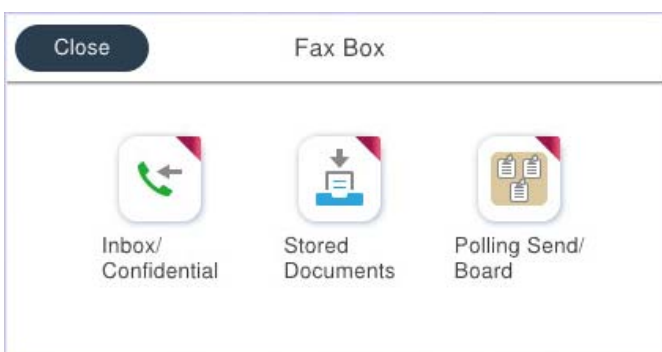 Close
Fax Box
Inbox/
Confidential
Stored
Documents
Polling Send/
Board